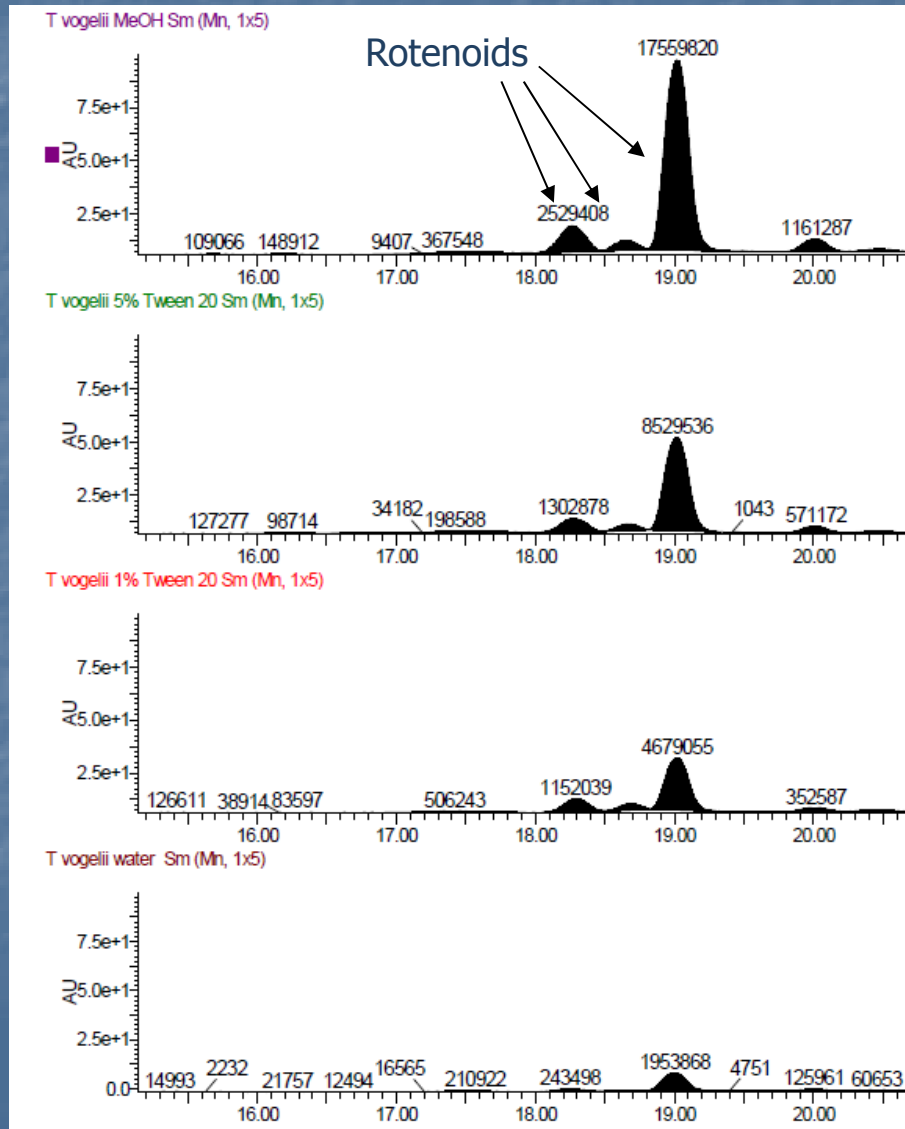 T vogelii MeOH Sm (Mn, 1x5)
Rotenoids
17559820
7.5e+1
AU
5.0e+1
2.5e+1
2529408
1161287
109066 148912 9407 367548
16.00 17.00 18.00 19.00 20.00
T vogelii 5% Tween 20 Sm (Mn, 1x5)
7.5e+1
AU
5.0e+1
8529536
2.5e+1
34182 1302878 1043 571172
127277 98714 198588
16.00 17.00 18.00 19.00 20.00
T vogelii 1% Tween 20 Sm (Mn, 1x5)
7.5e+1
AU
5.0e+1
4679055
2.5e+1
1152039
126611 38914 83597 506243 352587
16.00 17.00 18.00 19.00 20.00
T vogelii water Sm (Mn, 1x5)
7.5e+1
AU
5.0e+1
2.5e+1
1953868
2232 16565 4751
14993 21757 12494 210922 243498 125961 60653
0.0
16.00 17.00 18.00 19.00 20.00